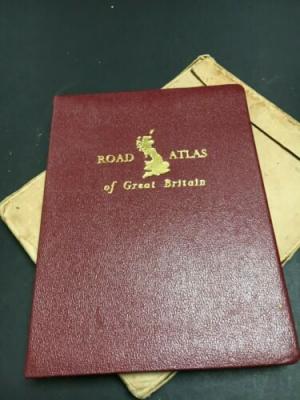 ROAD ATLAS
of Great Britain